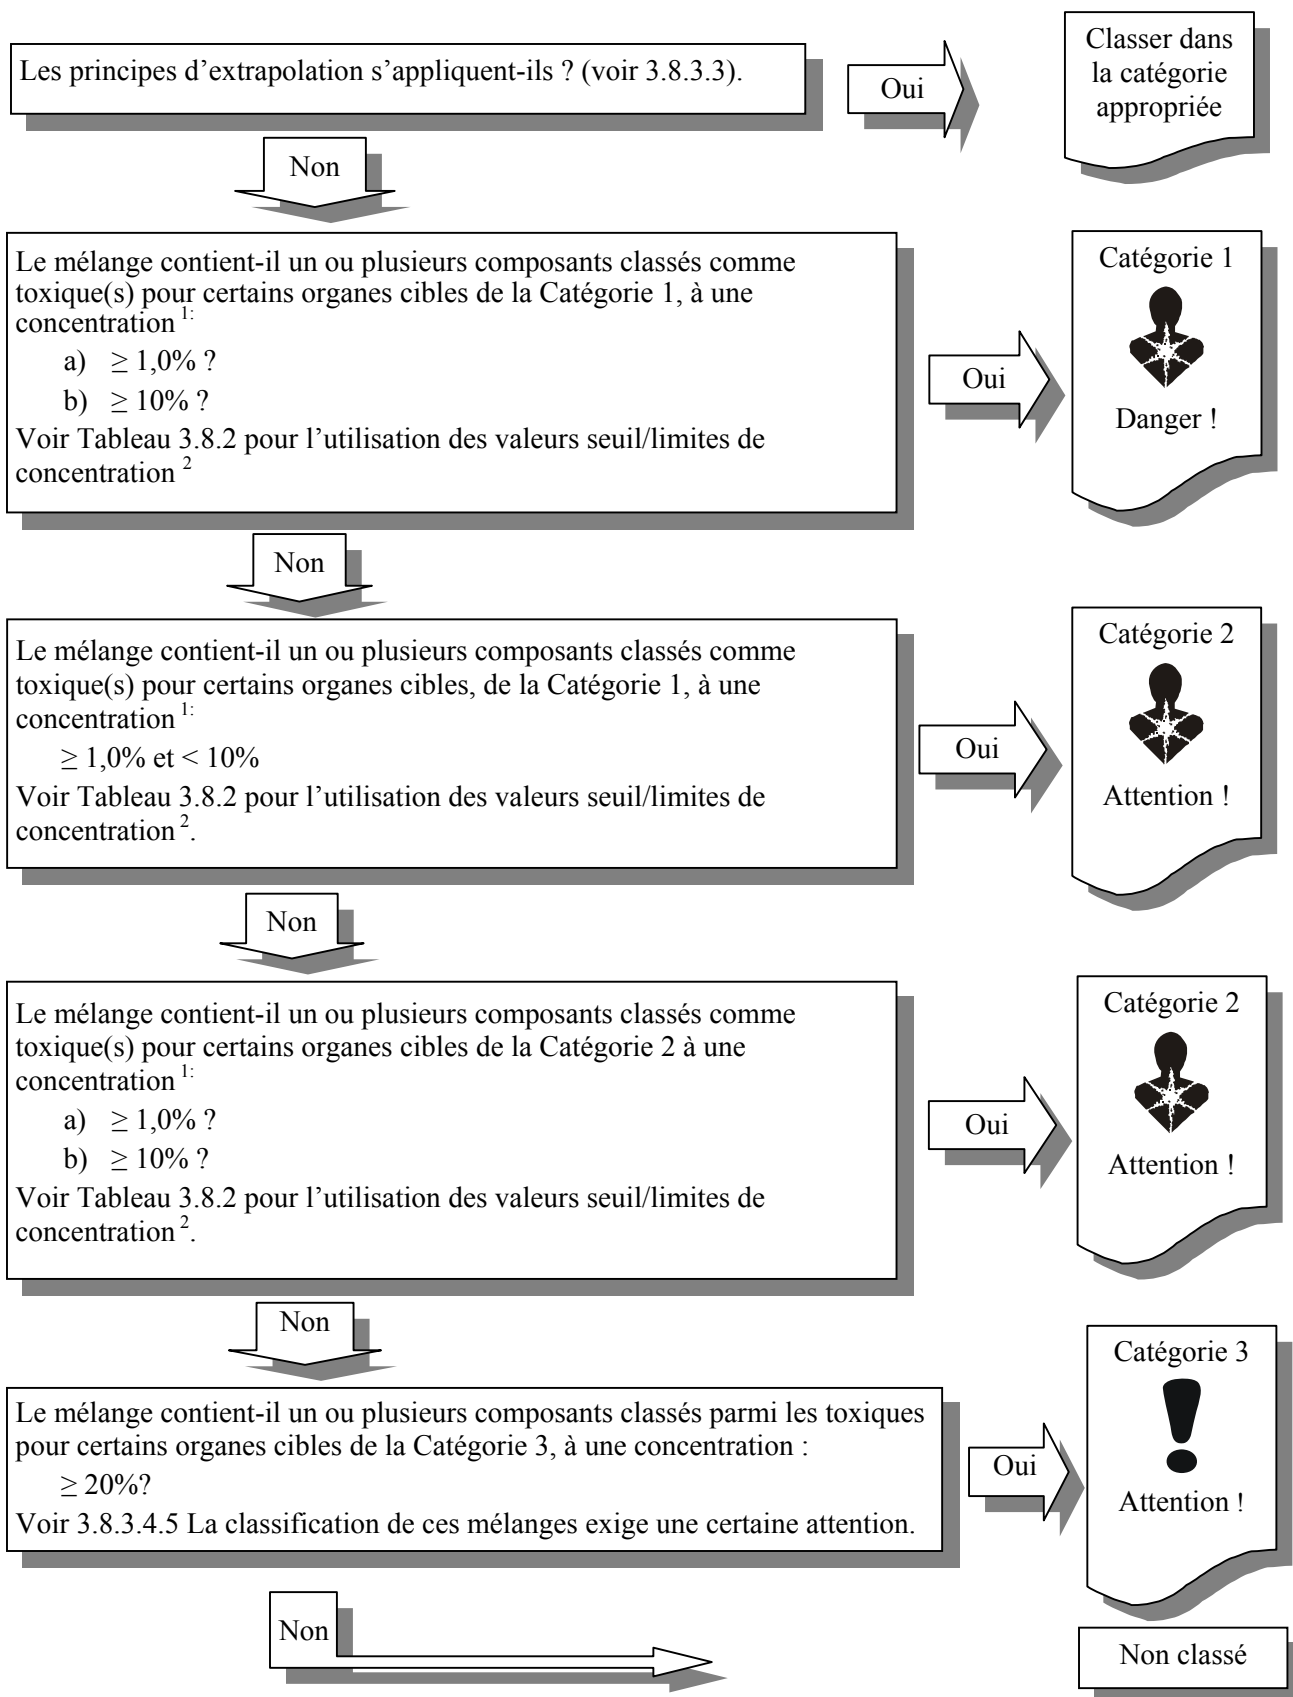 Les principes d’extrapolation s’appliquent-ils ? (voir 3.8.3.3).
Oui
Classer dans
la catégorie
appropriée
Non
Le mélange contient-il un ou plusieurs composants classés comme
toxique(s) pour certains organes cibles de la Catégorie 1, à une
concentration 1:
a) ≥ 1,0% ?
b) ≥ 10% ?
Voir Tableau 3.8.2 pour l’utilisation des valeurs seuil/limites de
concentration 2
Oui
Catégorie 1
Danger !
Non
Le mélange contient-il un ou plusieurs composants classés comme
toxique(s) pour certains organes cibles, de la Catégorie 1, à une
concentration 1:
≥ 1,0% et < 10%
Voir Tableau 3.8.2 pour l’utilisation des valeurs seuil/limites de
concentration 2.
Oui
Catégorie 2
Attention !
Non
Le mélange contient-il un ou plusieurs composants classés comme
toxique(s) pour certains organes cibles de la Catégorie 2 à une
concentration 1:
a) ≥ 1,0% ?
b) ≥ 10% ?
Voir Tableau 3.8.2 pour l’utilisation des valeurs seuil/limites de
concentration 2.
Oui
Catégorie 2
Attention !
Non
Le mélange contient-il un ou plusieurs composants classés parmi les toxiques
pour certains organes cibles de la Catégorie 3, à une concentration :
≥ 20%?
Voir 3.8.3.4.5 La classification de ces mélanges exige une certaine attention.
Oui
Catégorie 3
Attention !
Non
Non classé